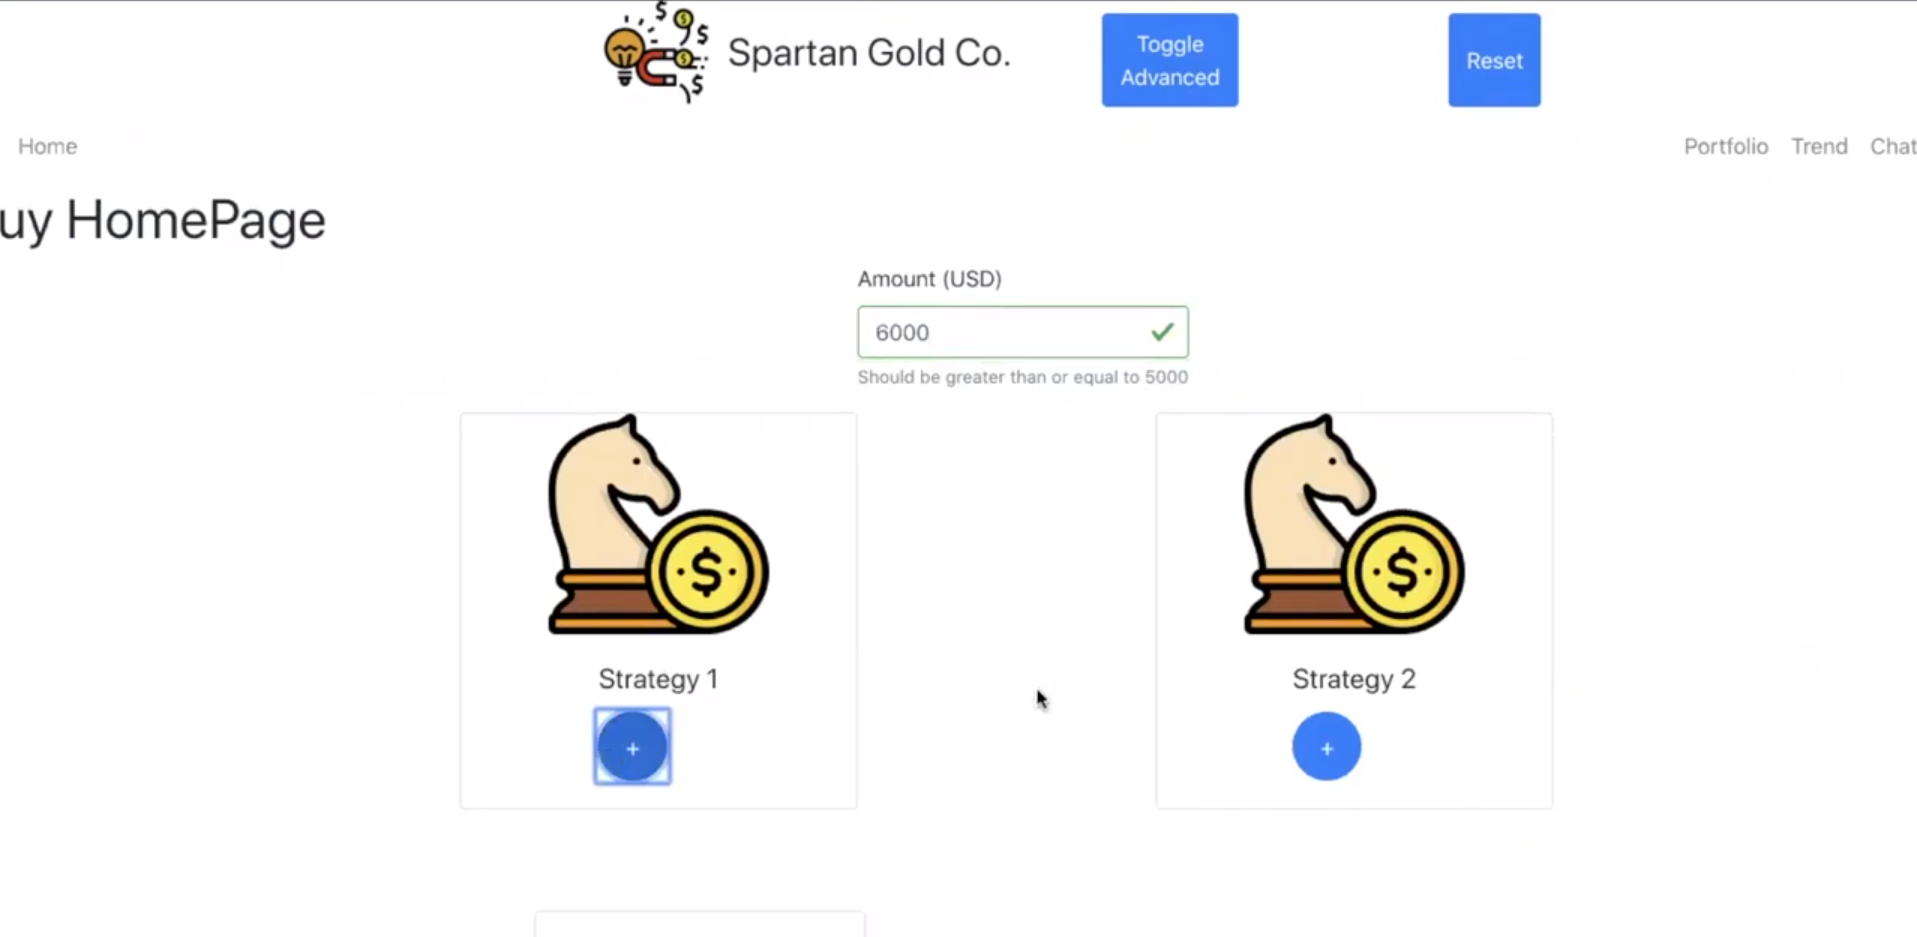 Spartan Gold Co.
Toggle
Advanced
Reset
Home
Portfolio Trend Chat
uy HomePage
Amount (USD)
6000
Should be greater than or equal to 5000
Strategy 1
Strategy 2
+
+